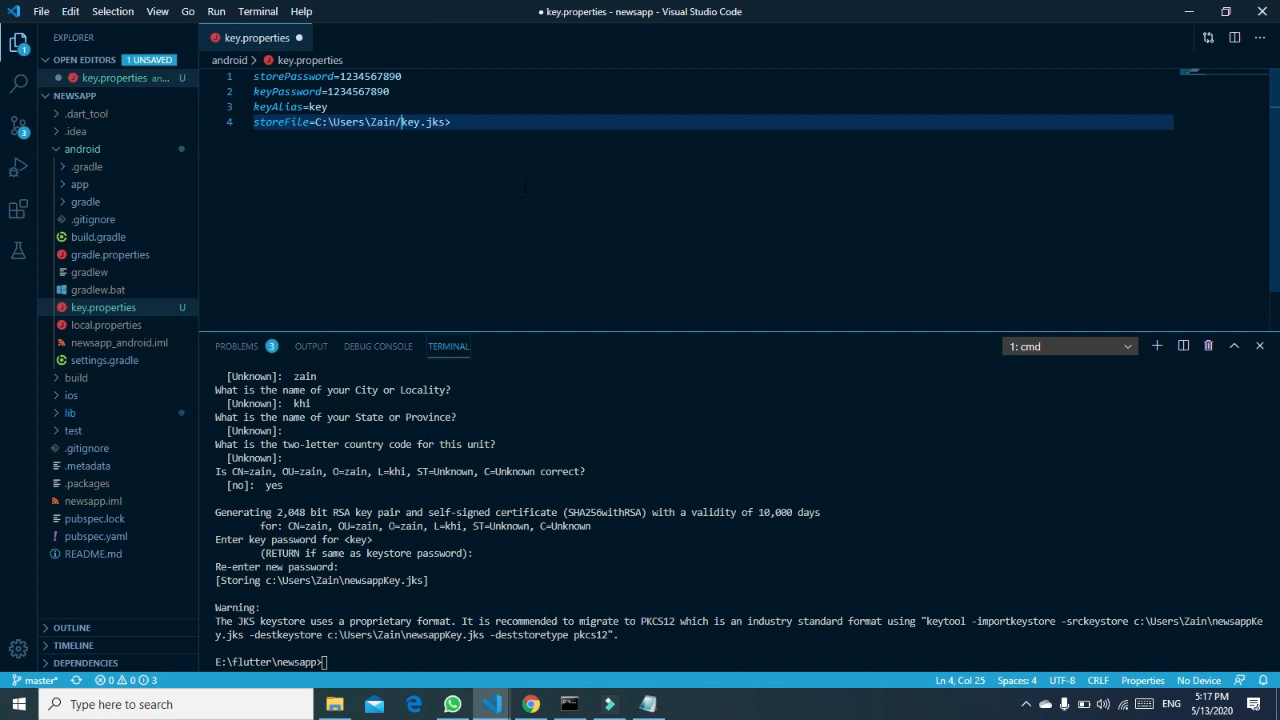 File Edit Selection View Go Run Terminal Help
● key.properties - newsapp - Visual Studio Code
EXPLORER
key.properties
OPEN EDITORS 1 UNSAVED
android > key.properties
key.properties an... U
NEWSAPP
.dart_tool
.idea
android
.gradle
app
gradle
.gitignore
build.gradle
gradle.properties
gradlew
gradlew.bat
key.properties U
local.properties
newsapp_android.iml
settings.gradle
build
ios
lib
test
.gitignore
.metadata
.packages
newsapp.iml
pubspec.lock
pubspec.yaml
README.md
OUTLINE
TIMELINE
DEPENDENCIES
1 storePassword=1234567890
2 keyPassword=1234567890
3 keyAlias=key
4 storeFile=C:\Users\Zain/key.jks>
PROBLEMS 3 OUTPUT DEBUG CONSOLE TERMINAL
1: cmd
[Unknown]: zain
What is the name of your City or Locality?
[Unknown]: khi
What is the name of your State or Province?
[Unknown]:
What is the two-letter country code for this unit?
[Unknown]:
Is CN=zain, OU=zain, O=zain, L=khi, ST=Unknown, C=Unknown correct?
[no]: yes
Generating 2,048 bit RSA key pair and self-signed certificate (SHA256withRSA) with a validity of 10,000 days
for: CN=zain, OU=zain, O=zain, L=khi, ST=Unknown, C=Unknown
Enter key password for <key>
(RETURN if same as keystore password):
Re-enter new password:
[Storing c:\Users\Zain\newsappKey.jks]
Warning:
The JKS keystore uses a proprietary format. It is recommended to migrate to PKCS12 which is an industry standard format using "keytool -importkeystore -srckeystore c:\Users\Zain\newsappKe
y.jks -destkeystore c:\Users\Zain\newsappKey.jks -deststoretype pkcs12".
E:\flutter\newsapp>
master* 0 0 3
Ln 4, Col 25 Spaces: 4 UTF-8 CRLF Properties No Device
Type here to search
ENG
5:17 PM
5/13/2020
1
3